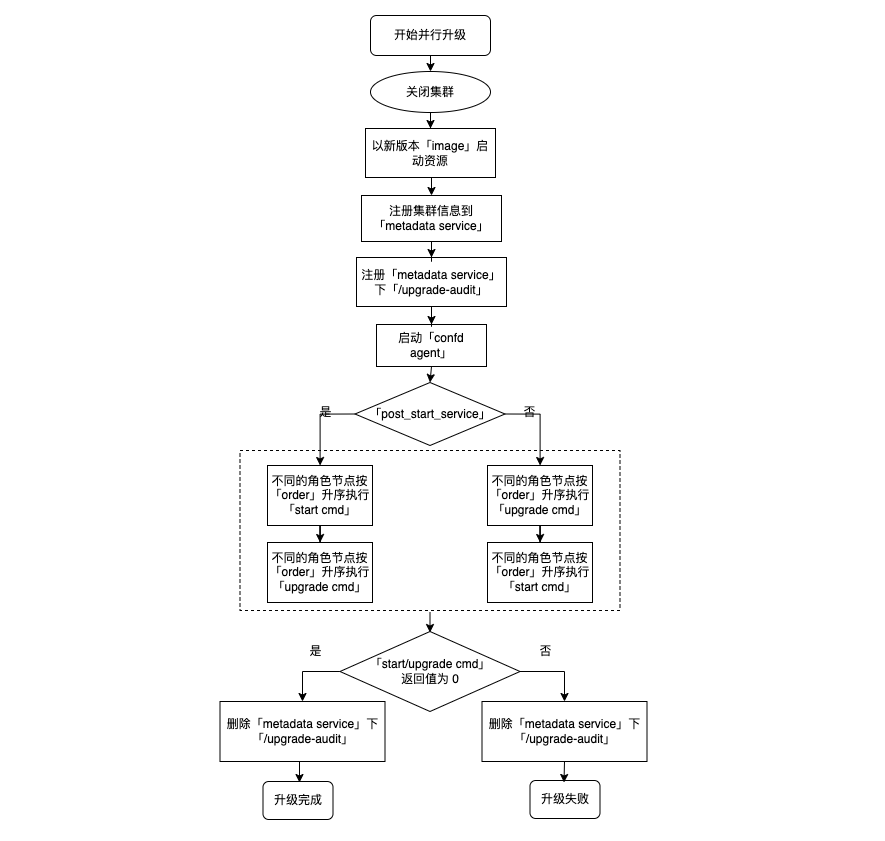 开始并行升级
关闭集群
以新版本「image」启
动资源
注册集群信息到
「metadata service」
注册「metadata service」
下「/upgrade-audit」
启动「confd
agent」
是
「post_start_service」
否
不同的角色节点按
「order」升序执行
「start cmd」
不同的角色节点按
「order」升序执行
「upgrade cmd」
不同的角色节点按
「order」升序执行
「upgrade cmd」
不同的角色节点按
「order」升序执行
「start cmd」
是
「start/upgrade cmd」
返回值为 0
否
删除「metadata service」下
「/upgrade-audit」
删除「metadata service」下
「/upgrade-audit」
升级完成
升级失败